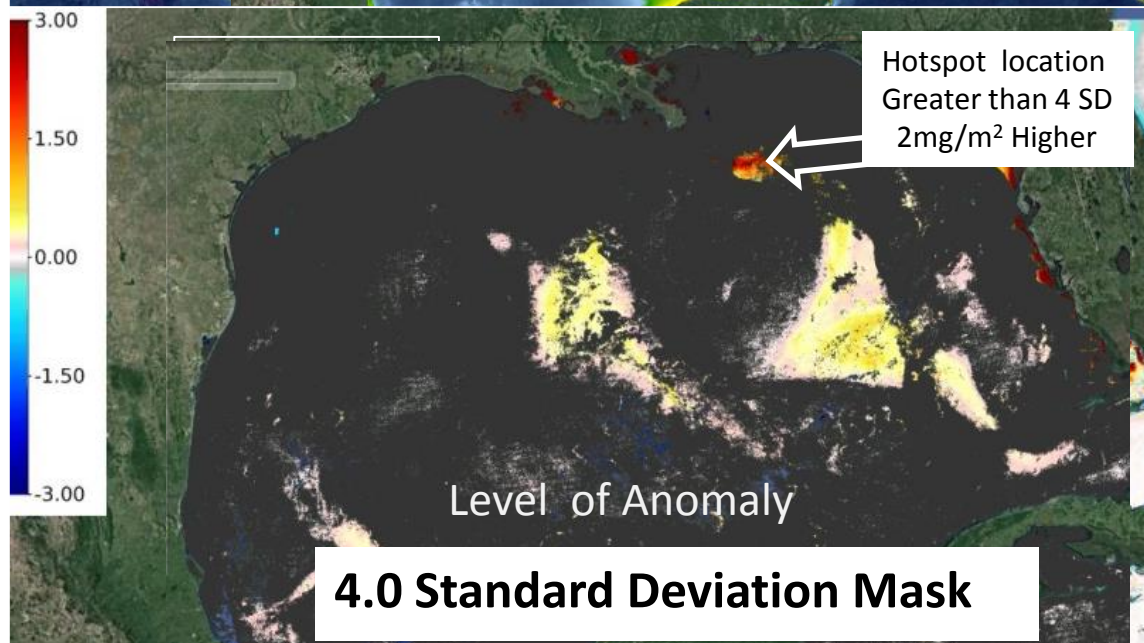 3.00
1.50
0.00
-1.50
-3.00
Hotspot location
Greater than 4 SD
2mg/m² Higher
Level of Anomaly
4.0 Standard Deviation Mask